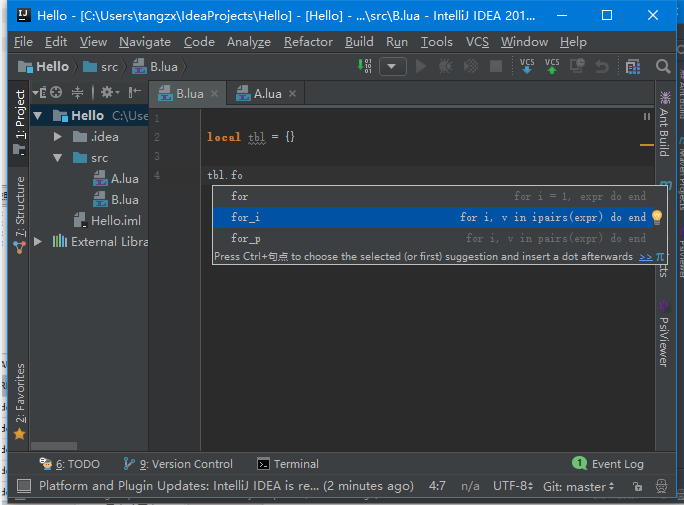 Hello - [C:\Users\tangzx\IdeaProjects\Hello] - [Hello] - ...\src\B.lua - IntelliJ IDEA 201...
File Edit View Navigate Code Analyze Refactor Build Run Tools VCS Window Help
Hello src B.lua VCS VCS
1: Project
7: Structure
2: Favorites
Hello C:\Use
.idea
src
A.lua
B.lua
Hello.iml
External Libra
B.lua A.lua
1
2 local tbl = {}
3
4 tbl.fo
for for i = 1, expr do end
for_i for i, v in ipairs(expr) do end
for_p for i, v in pairs(expr) do end
Press Ctrl+句点 to choose the selected (or first) suggestion and insert a dot afterwards >> π
Ant Build
m
cts
PsiViewer
6: TODO 9: Version Control Terminal 1 Event Log
Platform and Plugin Updates: IntelliJ IDEA is re... (2 minutes ago) 4:7 n/a UTF-8 Git: master